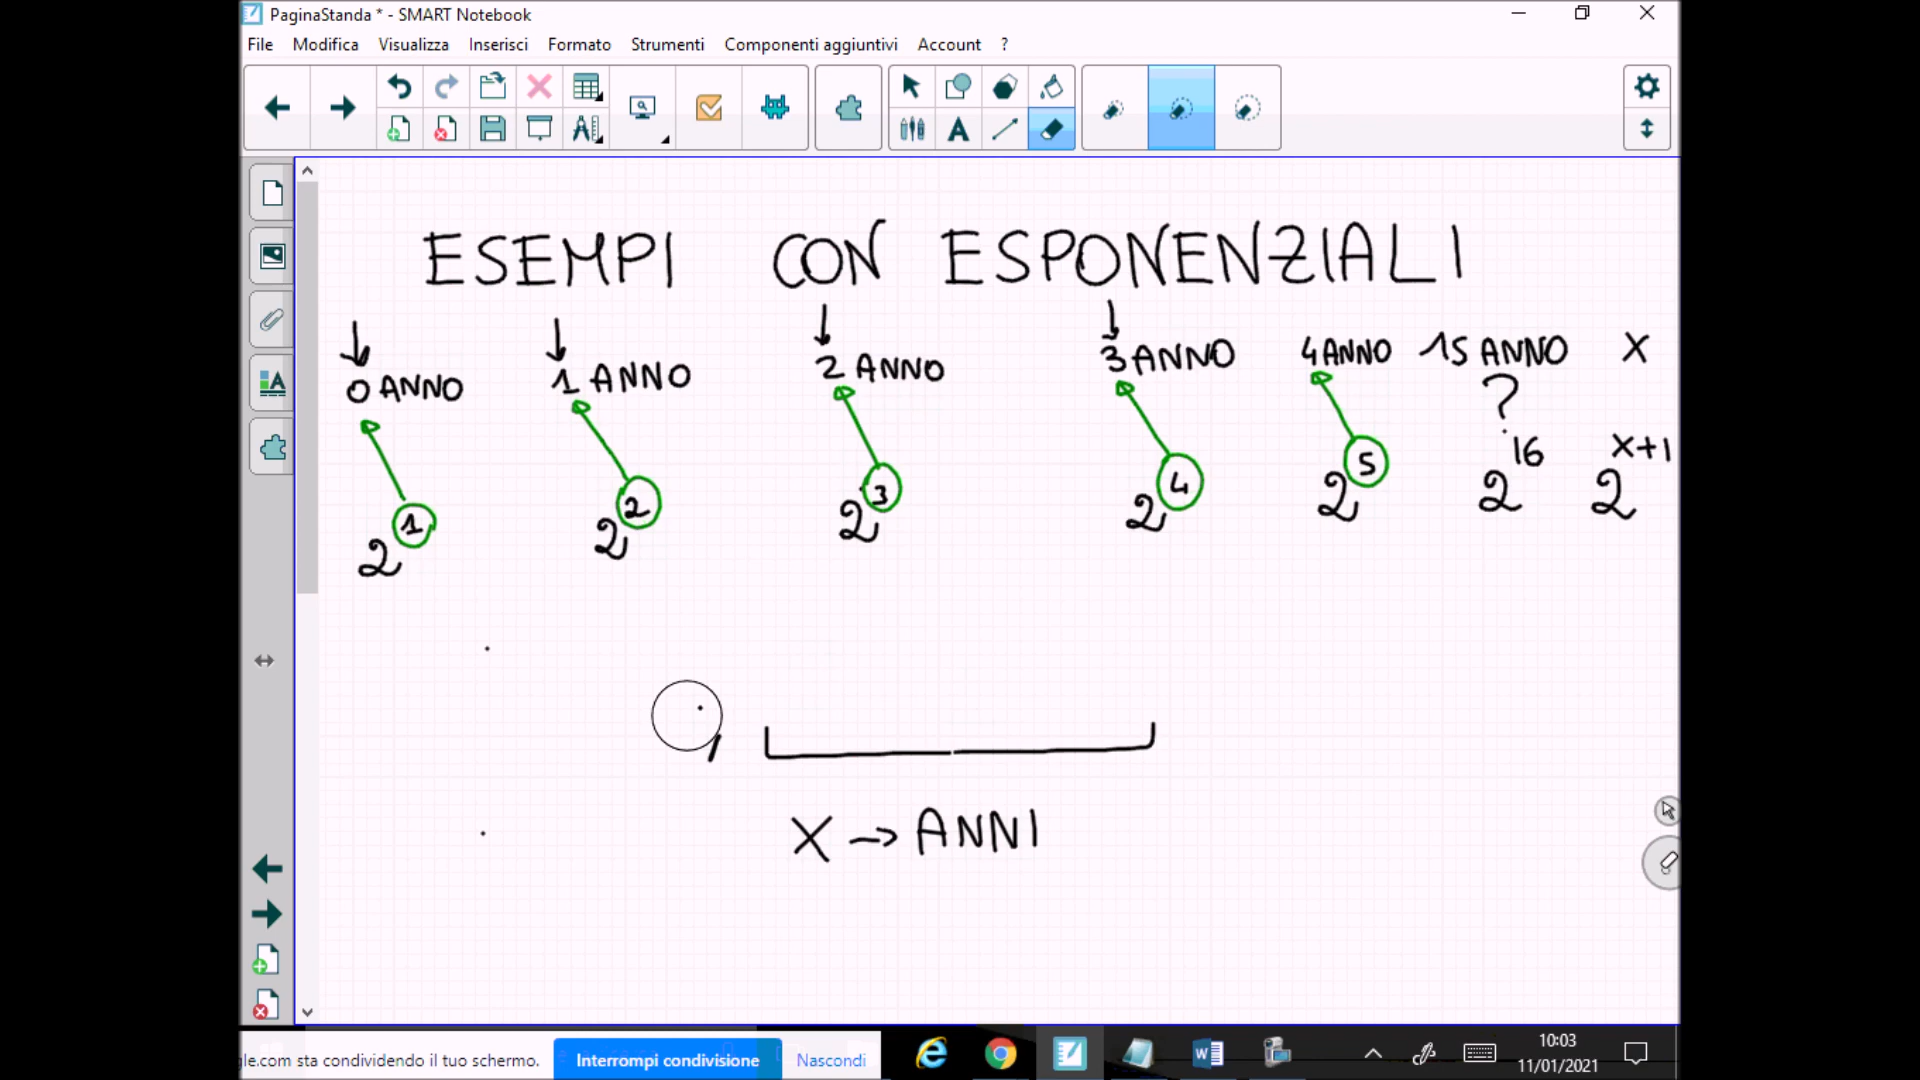 PaginaStanda * - SMART Notebook
File Modifica Visualizza Inserisci Formato Strumenti Componenti aggiuntivi Account ?
ESEMPI CON ESPONENZIALI
0 ANNO 1 ANNO 2 ANNO 3 ANNO 4 ANNO 15 ANNO X
?
2^1 2^2 2^3 2^4 2^5 2^16 2^x+1
X → ANNI
gle.com sta condividendo il tuo schermo. Interrompi condivisione Nascondi
10:03
11/01/2021